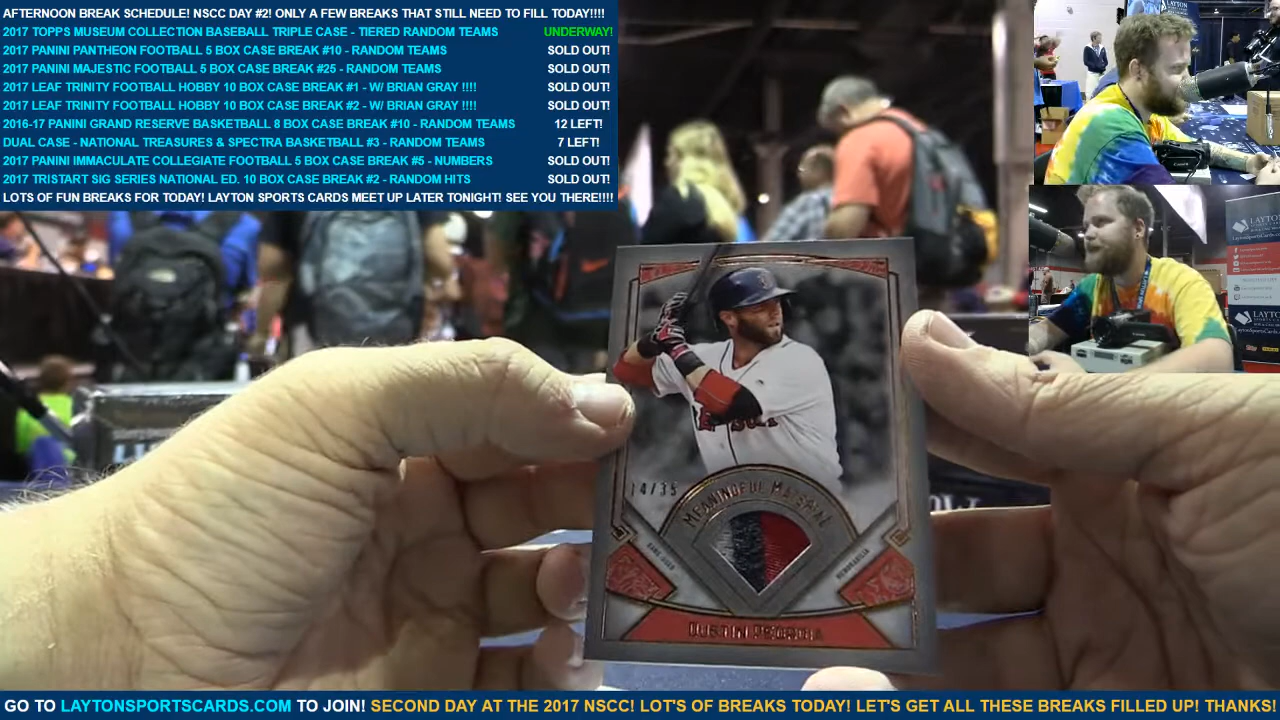 AFTERNOON BREAK SCHEDULE! NSCC DAY #2! ONLY A FEW BREAKS THAT STILL NEED TO FILL TODAY!!!!
2017 TOPPS MUSEUM COLLECTION BASEBALL TRIPLE CASE - TIERED RANDOM TEAMS UNDERWAY!
2017 PANINI PANTHEON FOOTBALL 5 BOX CASE BREAK #10 - RANDOM TEAMS SOLD OUT!
2017 PANINI MAJESTIC FOOTBALL 5 BOX CASE BREAK #25 - RANDOM TEAMS SOLD OUT!
2017 LEAF TRINITY FOOTBALL HOBBY 10 BOX CASE BREAK #1 - W/ BRIAN GRAY !!!! SOLD OUT!
2017 LEAF TRINITY FOOTBALL HOBBY 10 BOX CASE BREAK #2 - W/ BRIAN GRAY !!!! SOLD OUT!
2016-17 PANINI GRAND RESERVE BASKETBALL 8 BOX CASE BREAK #10 - RANDOM TEAMS 12 LEFT!
DUAL CASE - NATIONAL TREASURES & SPECTRA BASKETBALL #3 - RANDOM TEAMS 7 LEFT!
2017 PANINI IMMACULATE COLLEGIATE FOOTBALL 5 BOX CASE BREAK #5 - NUMBERS SOLD OUT!
2017 TRISTART SIG SERIES NATIONAL ED. 10 BOX CASE BREAK #2 - RANDOM HITS SOLD OUT!
LOTS OF FUN BREAKS FOR TODAY! LAYTON SPORTS CARDS MEET UP LATER TONIGHT! SEE YOU THERE!!!!
LAYTON
14/35
MEANINGFUL MATERIAL
GAME-USED
MEMORABILIA
DUSTIN PEDROIA
GO TO LAYTONSPORTSCARDS.COM TO JOIN! SECOND DAY AT THE 2017 NSCC! LOT'S OF BREAKS TODAY! LET'S GET ALL THESE BREAKS FILLED UP! THANKS!